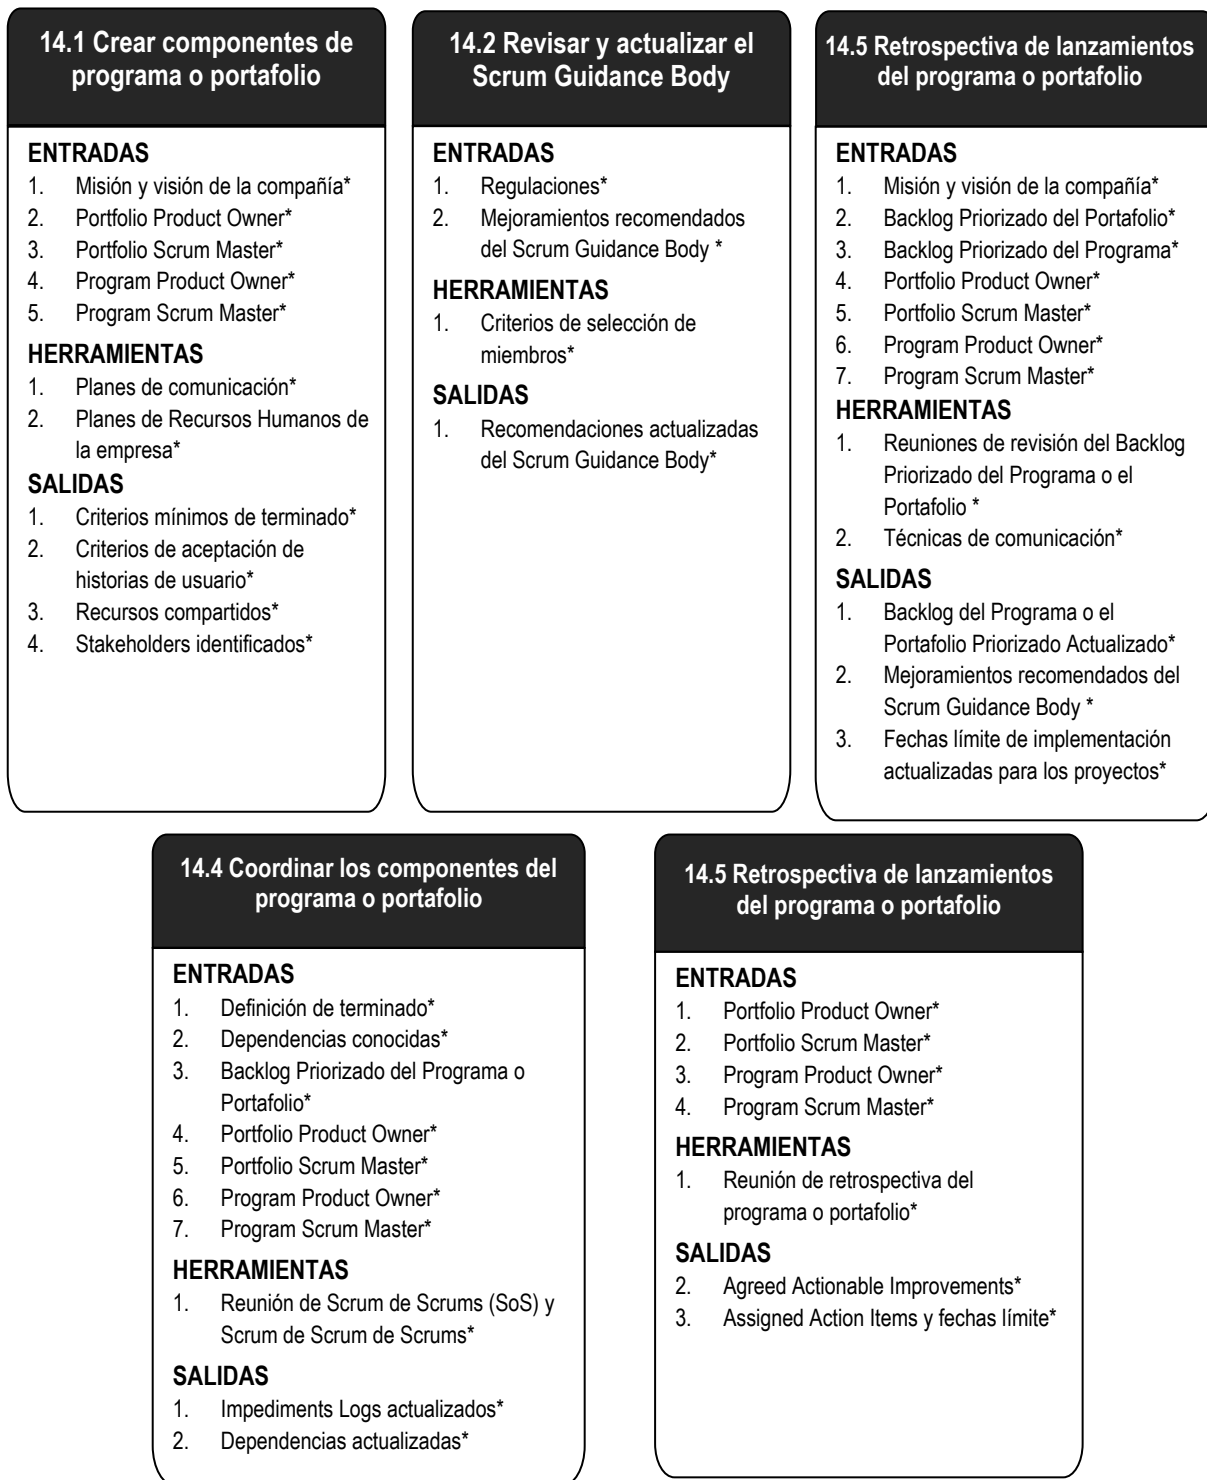 14.1 Crear componentes de
programa o portafolio
ENTRADAS
1. Misión y visión de la compañía*
2. Portfolio Product Owner*
3. Portfolio Scrum Master*
4. Program Product Owner*
5. Program Scrum Master*
HERRAMIENTAS
1. Planes de comunicación*
2. Planes de Recursos Humanos de
la empresa*
SALIDAS
1. Criterios mínimos de terminado*
2. Criterios de aceptación de
historias de usuario*
3. Recursos compartidos*
4. Stakeholders identificados*
14.2 Revisar y actualizar el
Scrum Guidance Body
ENTRADAS
1. Regulaciones*
2. Mejoramientos recomendados
del Scrum Guidance Body *
HERRAMIENTAS
1. Criterios de selección de
miembros*
SALIDAS
1. Recomendaciones actualizadas
del Scrum Guidance Body*
14.5 Retrospectiva de lanzamientos
del programa o portafolio
ENTRADAS
1. Misión y visión de la compañía*
2. Backlog Priorizado del Portafolio*
3. Backlog Priorizado del Programa*
4. Portfolio Product Owner*
5. Portfolio Scrum Master*
6. Program Product Owner*
7. Program Scrum Master*
HERRAMIENTAS
1. Reuniones de revisión del Backlog
Priorizado del Programa o el
Portafolio *
2. Técnicas de comunicación*
SALIDAS
1. Backlog del Programa o el
Portafolio Priorizado Actualizado*
2. Mejoramientos recomendados del
Scrum Guidance Body *
3. Fechas límite de implementación
actualizadas para los proyectos*
14.4 Coordinar los componentes del
programa o portafolio
ENTRADAS
1. Definición de terminado*
2. Dependencias conocidas*
3. Backlog Priorizado del Programa o
Portafolio*
4. Portfolio Product Owner*
5. Portfolio Scrum Master*
6. Program Product Owner*
7. Program Scrum Master*
HERRAMIENTAS
1. Reunión de Scrum de Scrums (SoS) y
Scrum de Scrum de Scrums*
SALIDAS
1. Impediments Logs actualizados*
2. Dependencias actualizadas*
14.5 Retrospectiva de lanzamientos
del programa o portafolio
ENTRADAS
1. Portfolio Product Owner*
2. Portfolio Scrum Master*
3. Program Product Owner*
4. Program Scrum Master*
HERRAMIENTAS
1. Reunión de retrospectiva del
programa o portafolio*
SALIDAS
2. Agreed Actionable Improvements*
3. Assigned Action Items y fechas límite*